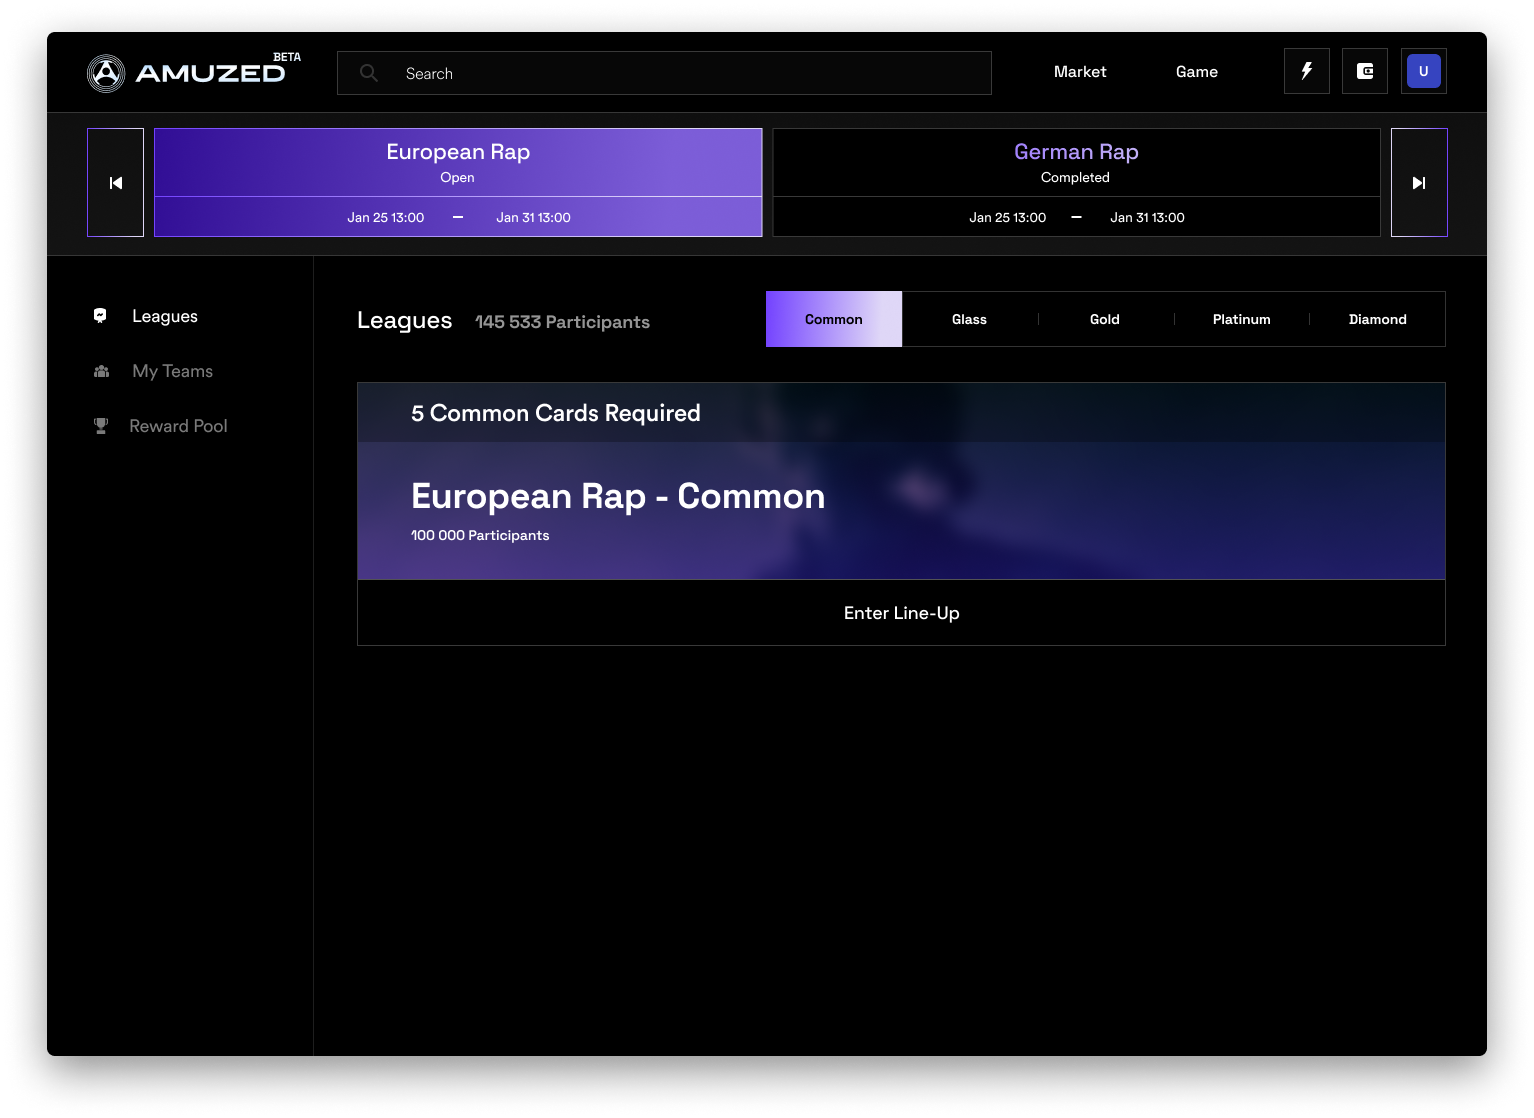 AMUZED BETA
Search
Market
Game
U
European Rap
Open
Jan 25 13:00 – Jan 31 13:00
German Rap
Completed
Jan 25 13:00 – Jan 31 13:00
Leagues
My Teams
Reward Pool
Leagues 145 533 Participants
Common
Glass
Gold
Platinum
Diamond
5 Common Cards Required
European Rap - Common
100 000 Participants
Enter Line-Up